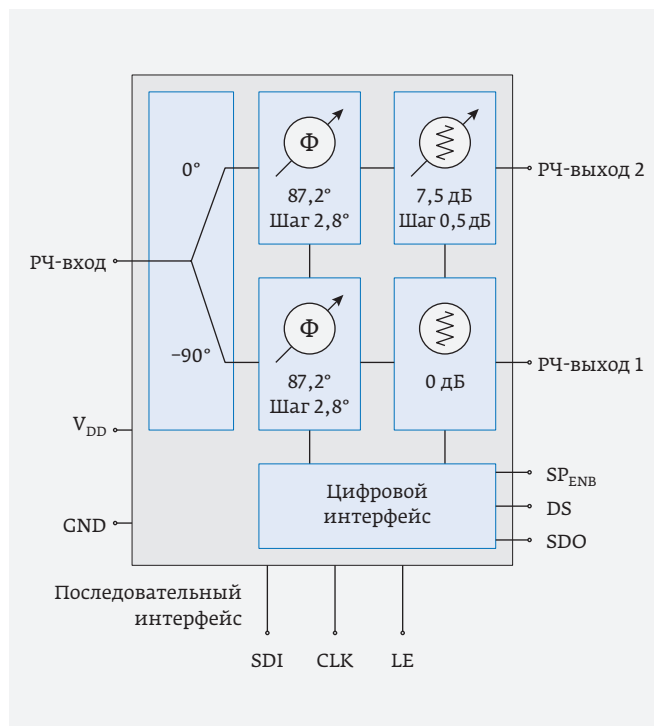 0°
Φ
87,2°
Шаг 2,8°
7,5 дБ
Шаг 0,5 дБ
РЧ-выход 2
РЧ-вход
−90°
Φ
87,2°
Шаг 2,8°
0 дБ
РЧ-выход 1
VDD
GND
Цифровой
интерфейс
SPENB
DS
SDO
Последовательный
интерфейс
SDI CLK LE